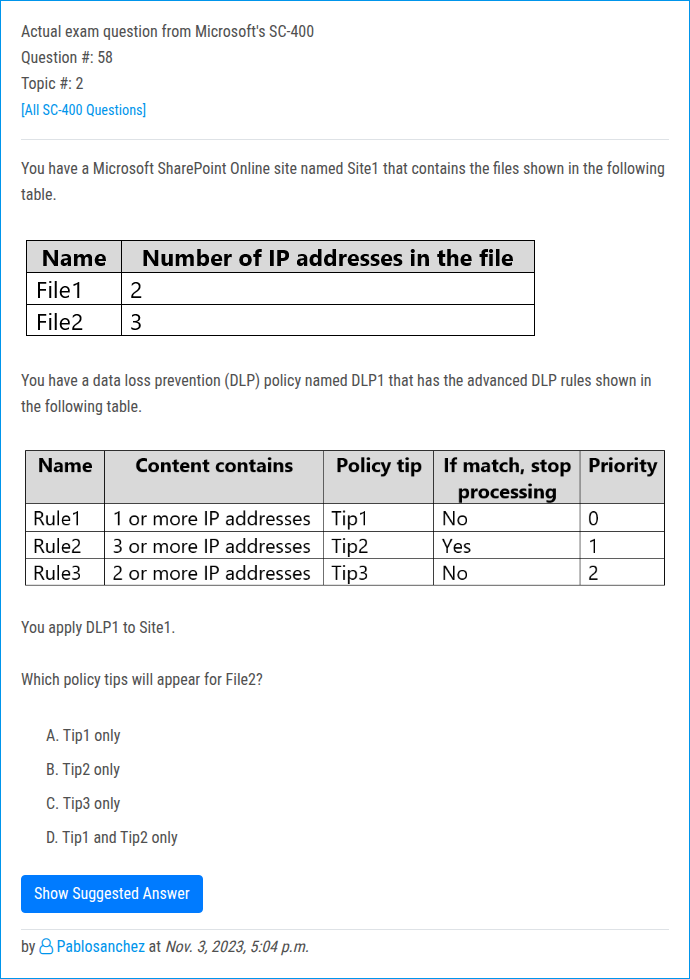 Actual exam question from Microsoft's SC-400
Question #: 58
Topic #: 2
[All SC-400 Questions]
You have a Microsoft SharePoint Online site named Site1 that contains the files shown in the following
table.
Name Number of IP addresses in the file
File1 2
File2 3
You have a data loss prevention (DLP) policy named DLP1 that has the advanced DLP rules shown in
the following table.
Name Content contains Policy tip If match, stop Priority
processing
Rule1 1 or more IP addresses Tip1 No 0
Rule2 3 or more IP addresses Tip2 Yes 1
Rule3 2 or more IP addresses Tip3 No 2
You apply DLP1 to Site1.
Which policy tips will appear for File2?
A. Tip1 only
B. Tip2 only
C. Tip3 only
D. Tip1 and Tip2 only
Show Suggested Answer
by Pablosanchez at Nov. 3, 2023, 5:04 p.m.